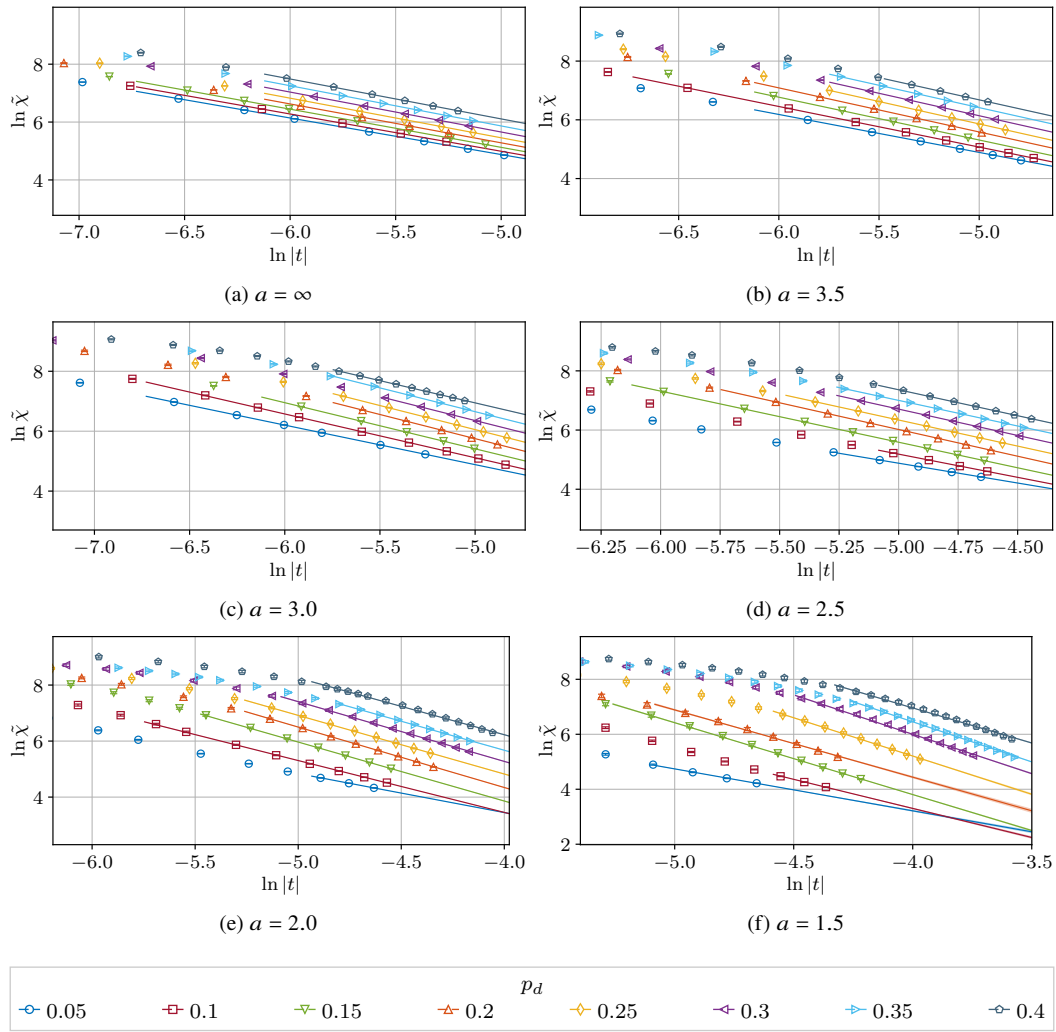 8
6
4
ln χ̃
−7.0 −6.5 −6.0 −5.5 −5.0
ln |t|
(a) a = ∞
8
6
4
ln χ̃
−6.5 −6.0 −5.5 −5.0
ln |t|
(b) a = 3.5
8
6
4
ln χ̃
−7.0 −6.5 −6.0 −5.5 −5.0
ln |t|
(c) a = 3.0
8
6
4
ln χ̃
−6.25 −6.00 −5.75 −5.50 −5.25 −5.00 −4.75 −4.50
ln |t|
(d) a = 2.5
8
6
4
ln χ̃
−6.0 −5.5 −5.0 −4.5 −4.0
ln |t|
(e) a = 2.0
8
6
4
2
ln χ̃
−5.0 −4.5 −4.0 −3.5
ln |t|
(f) a = 1.5
p_d
0.05 0.1 0.15 0.2 0.25 0.3 0.35 0.4